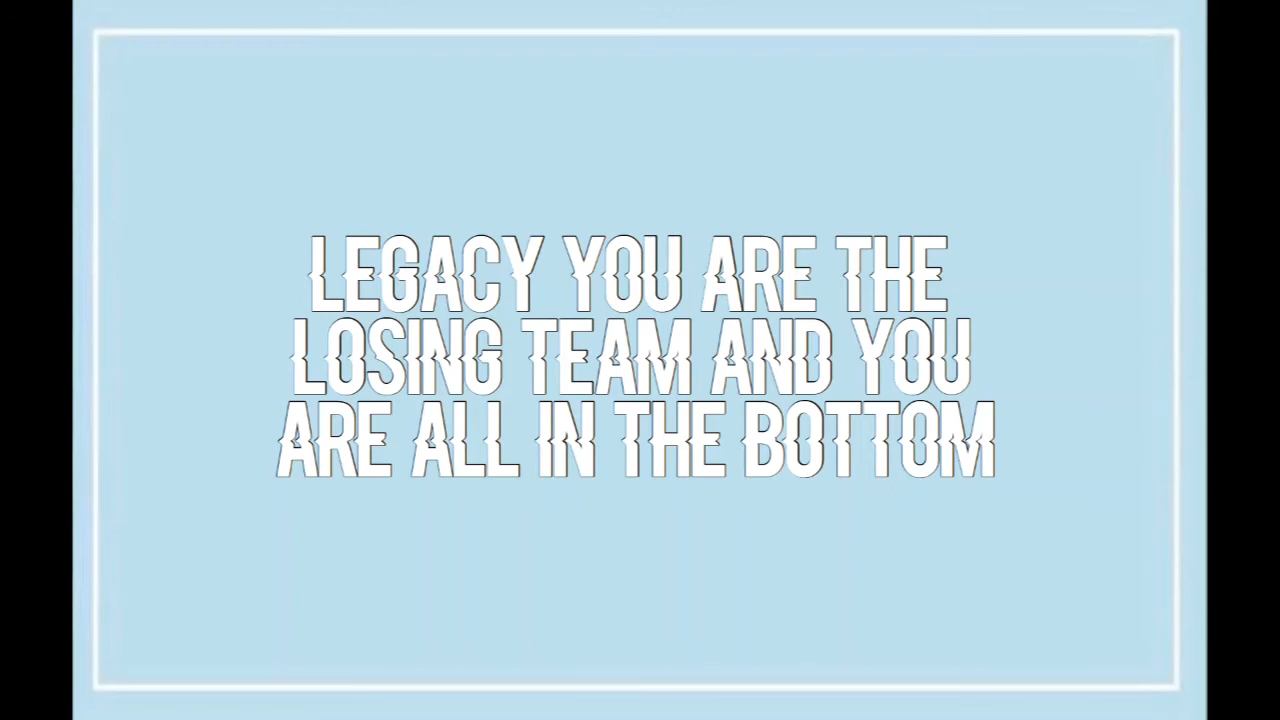 LEGACY YOU ARE THE
LOSING TEAM AND YOU
ARE ALL IN THE BOTTOM